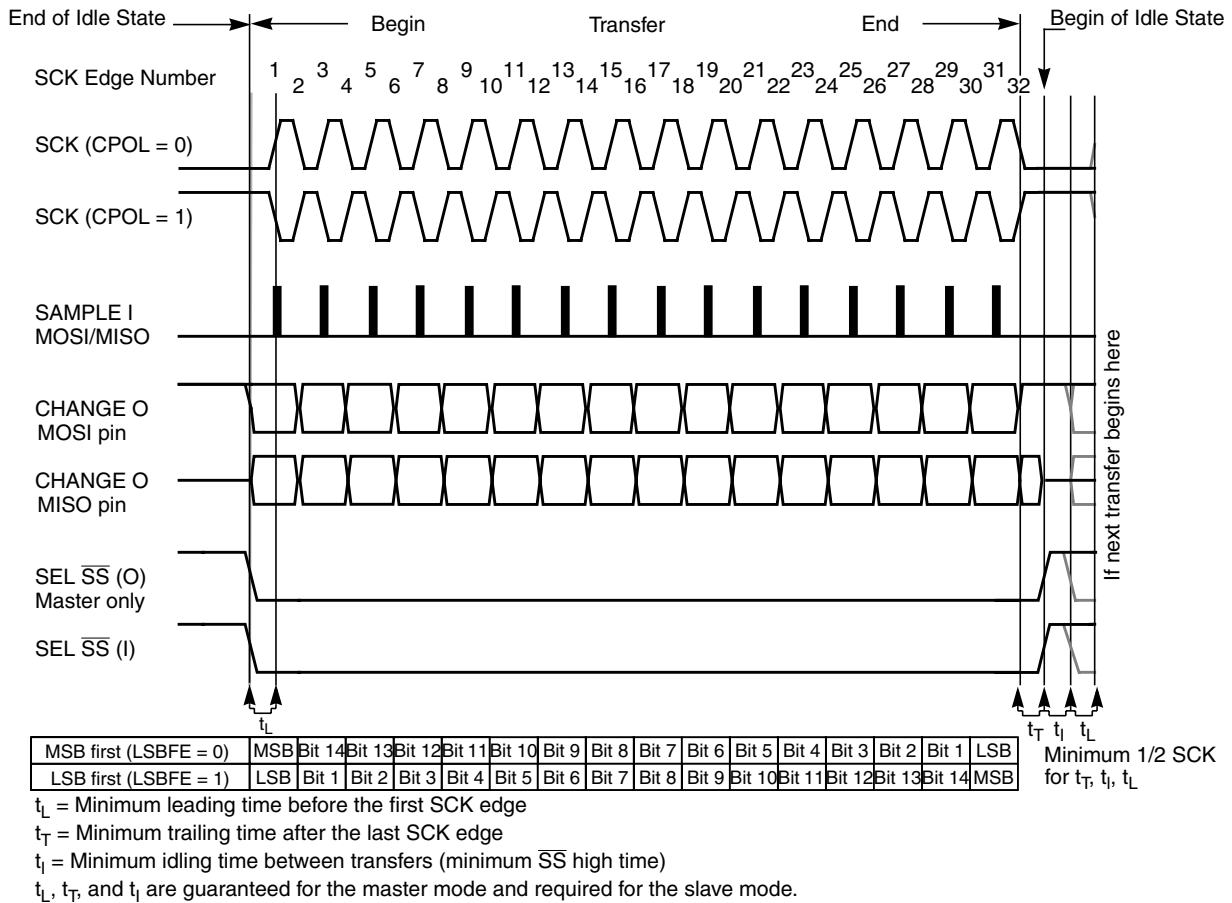 End of Idle State
Begin
Transfer
End
Begin of Idle State
SCK Edge Number
1 3 5 7 9 11 13 15 17 19 21 23 25 27 29 31
2 4 6 8 10 12 14 16 18 20 22 24 26 28 30 32
SCK (CPOL = 0)
SCK (CPOL = 1)
SAMPLE I
MOSI/MISO
CHANGE O
MOSI pin
CHANGE O
MISO pin
SEL SS (O)
Master only
SEL SS (I)
If next transfer begins here
tL
tT tI tL
MSB first (LSBFE = 0) MSB Bit 14 Bit 13 Bit 12 Bit 11 Bit 10 Bit 9 Bit 8 Bit 7 Bit 6 Bit 5 Bit 4 Bit 3 Bit 2 Bit 1 LSB
LSB first (LSBFE = 1) LSB Bit 1 Bit 2 Bit 3 Bit 4 Bit 5 Bit 6 Bit 7 Bit 8 Bit 9 Bit 10 Bit 11 Bit 12 Bit 13 Bit 14 MSB
Minimum 1/2 SCK
for tT, tI, tL
tL = Minimum leading time before the first SCK edge
tT = Minimum trailing time after the last SCK edge
tI = Minimum idling time between transfers (minimum SS high time)
tL, tT, and tI are guaranteed for the master mode and required for the slave mode.